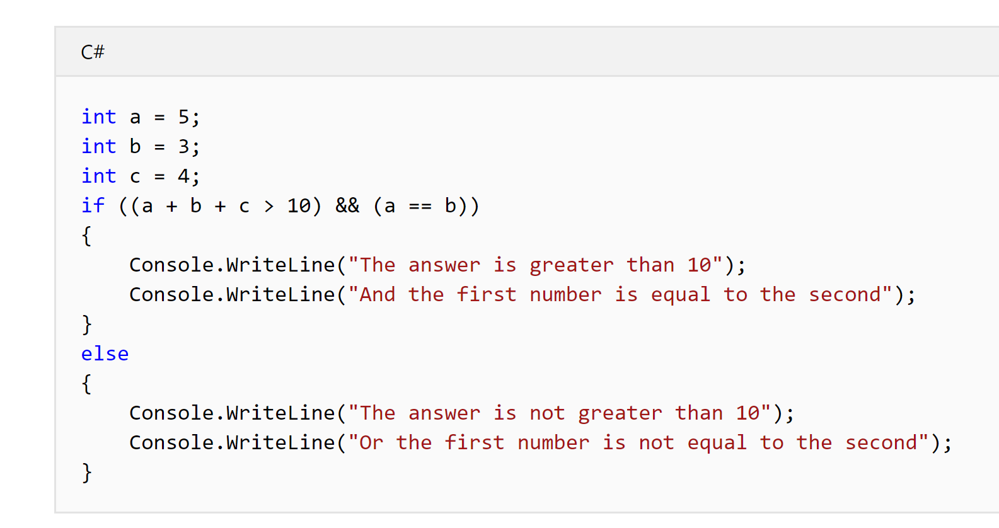 C#
int a = 5;
int b = 3;
int c = 4;
if ((a + b + c > 10) && (a == b))
{
    Console.WriteLine("The answer is greater than 10");
    Console.WriteLine("And the first number is equal to the second");
}
else
{
    Console.WriteLine("The answer is not greater than 10");
    Console.WriteLine("Or the first number is not equal to the second");
}